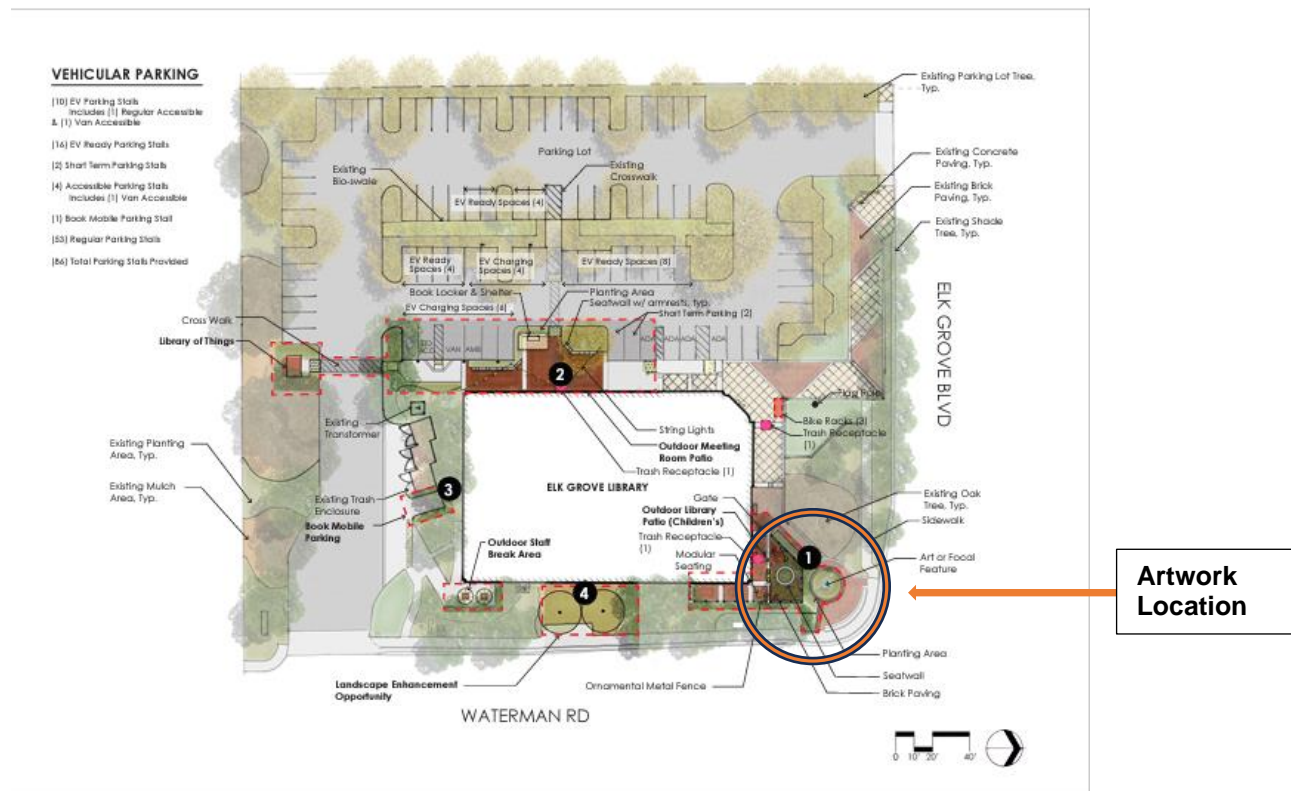 VEHICULAR PARKING
(10) EV Parking Stalls
Includes (1) Regular Accessible
& (1) Van Accessible
(16) EV Ready Parking Stalls
(2) Short Term Parking Stalls
(4) Accessible Parking Stalls
Includes (1) Van Accessible
(1) Book Mobile Parking Stall
(53) Regular Parking Stalls
(86) Total Parking Stalls Provided
Existing Parking Lot Tree,
Typ.
Parking Lot
Existing
Bio-swale
Existing
Crosswalk
Existing Concrete
Paving, Typ.
Existing Brick
Paving, Typ.
Existing Shade
Tree, Typ.
EV Ready Spaces (4)
EV Ready
Spaces (4)
EV Charging
Spaces (4)
EV Ready Spaces (8)
Book Locker & Shelter
Planting Area
Seatwall w/ armrests, typ.
EV Charging Spaces (6)
Short Term Parking (2)
Cross Walk
Library of Things
VAN
AMB
ADA
ADA
ADA
ADA
ELK GROVE BLVD
2
Existing
Transformer
String Lights
Outdoor Meeting
Room Patio
Trash Receptacle (1)
Flag Pole
Bike Racks (3)
Trash Receptacle
(1)
Existing Planting
Area, Typ.
Existing Mulch
Area, Typ.
Existing Trash
Enclosure
3
Book Mobile
Parking
ELK GROVE LIBRARY
Gate
Outdoor Library
Patio (Children's)
Trash Receptacle
(1)
Modular
Seating
Existing Oak
Tree, Typ.
Sidewalk
1
Art or Focal
Feature
Artwork
Location
Outdoor Staff
Break Area
4
Planting Area
Seatwall
Brick Paving
Landscape Enhancement
Opportunity
Ornamental Metal Fence
WATERMAN RD
0 10' 20' 40'